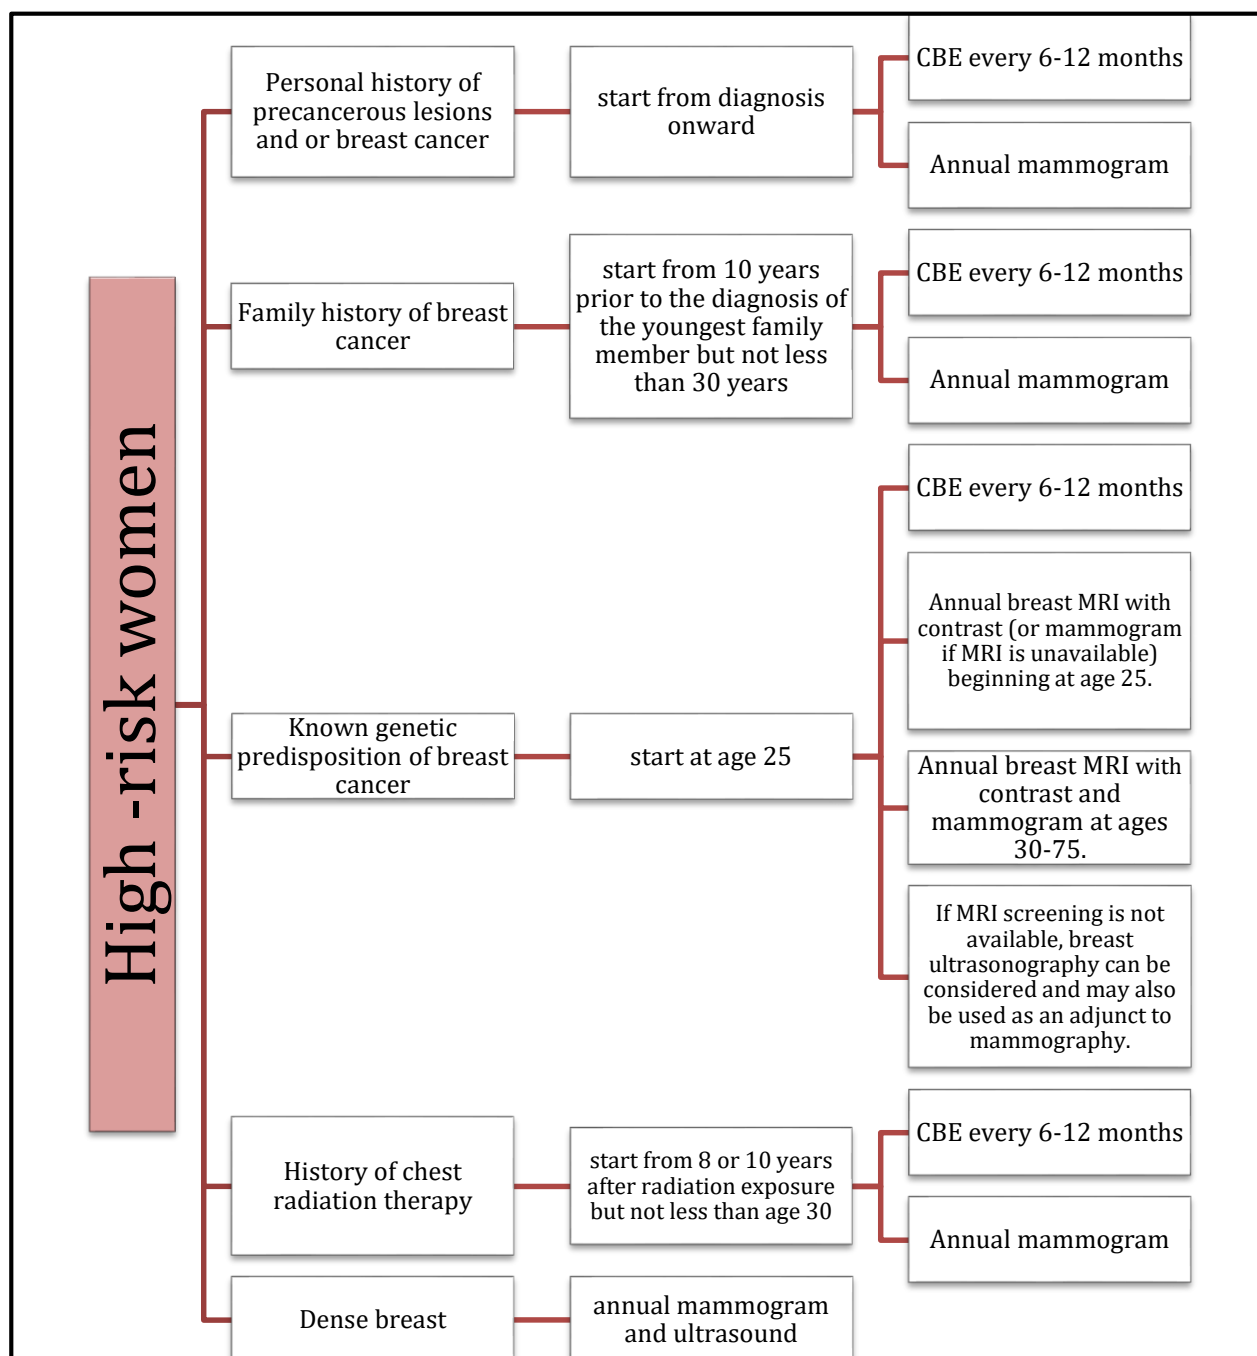 High -risk women
Personal history of
precancerous lesions
and or breast cancer
start from diagnosis
onward
CBE every 6-12 months
Annual mammogram
Family history of breast
cancer
start from 10 years
prior to the diagnosis of
the youngest family
member but not less
than 30 years
CBE every 6-12 months
Annual mammogram
Known genetic
predisposition of breast
cancer
start at age 25
CBE every 6-12 months
Annual breast MRI with
contrast (or mammogram
if MRI is unavailable)
beginning at age 25.
Annual breast MRI with
contrast and
mammogram at ages
30-75.
If MRI screening is not
available, breast
ultrasonography can be
considered and may also
be used as an adjunct to
mammography.
History of chest
radiation therapy
start from 8 or 10 years
after radiation exposure
but not less than age 30
CBE every 6-12 months
Annual mammogram
Dense breast
annual mammogram
and ultrasound